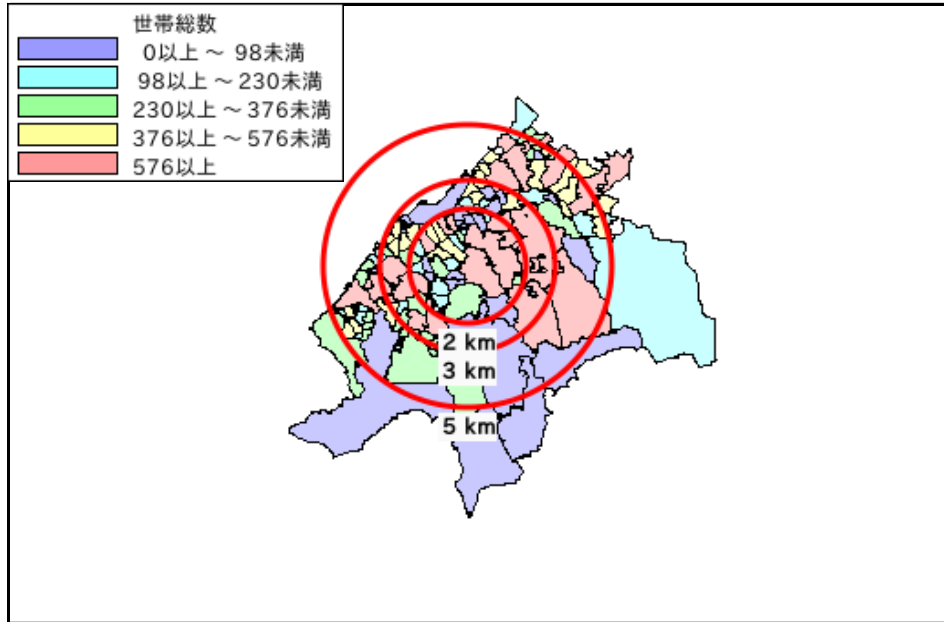 世帯総数
0以上 ～ 98未満
98以上 ～ 230未満
230以上 ～ 376未満
376以上 ～ 576未満
576以上
2 km
3 km
5 km